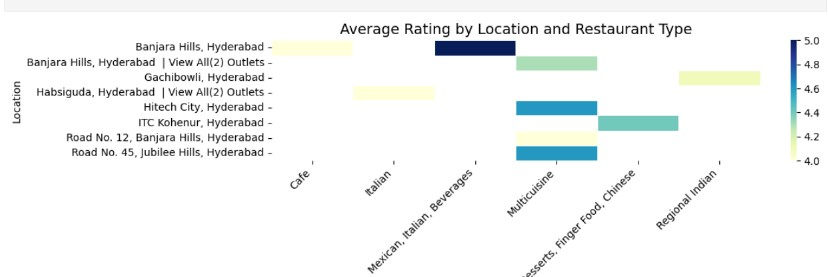 Average Rating by Location and Restaurant Type
Location
Banjara Hills, Hyderabad
Banjara Hills, Hyderabad | View All(2) Outlets
Gachibowli, Hyderabad
Habsiguda, Hyderabad | View All(2) Outlets
Hitech City, Hyderabad
ITC Kohenur, Hyderabad
Road No. 12, Banjara Hills, Hyderabad
Road No. 45, Jubilee Hills, Hyderabad
Cafe
Italian
Mexican, Italian, Beverages
Multicuisine
Finger Food, Chinese
Regional Indian
5.0
4.8
4.6
4.4
4.2
4.0